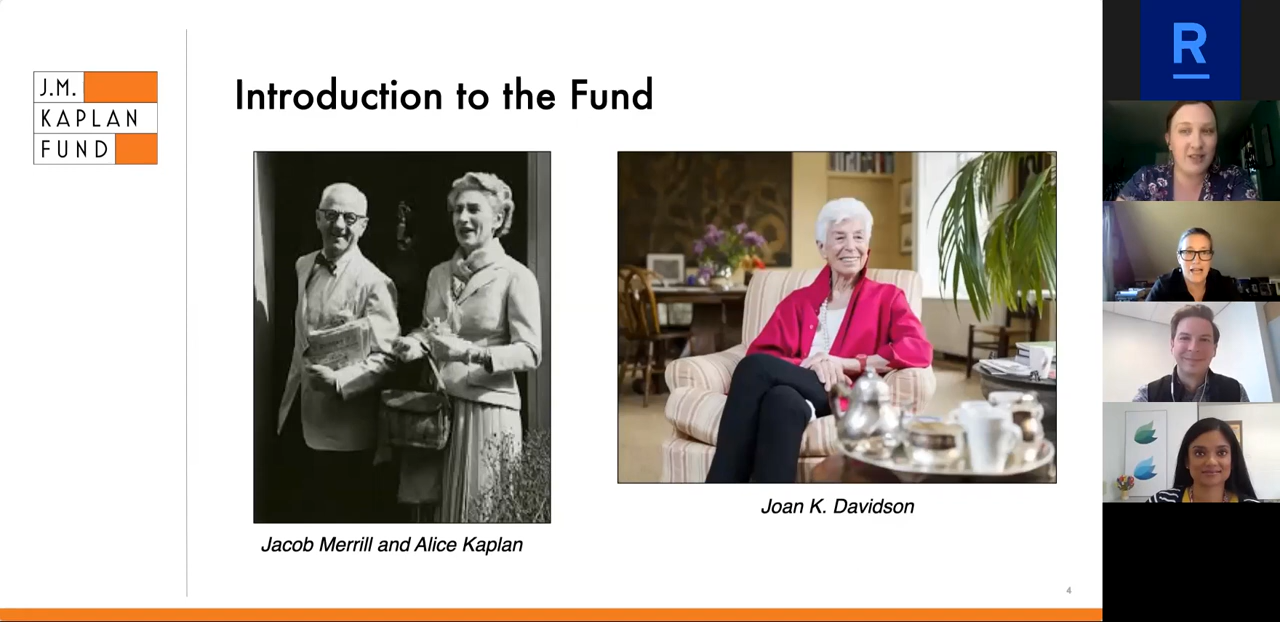 J.M.
KAPLAN
FUND
Introduction to the Fund
Jacob Merrill and Alice Kaplan
Joan K. Davidson
4
R